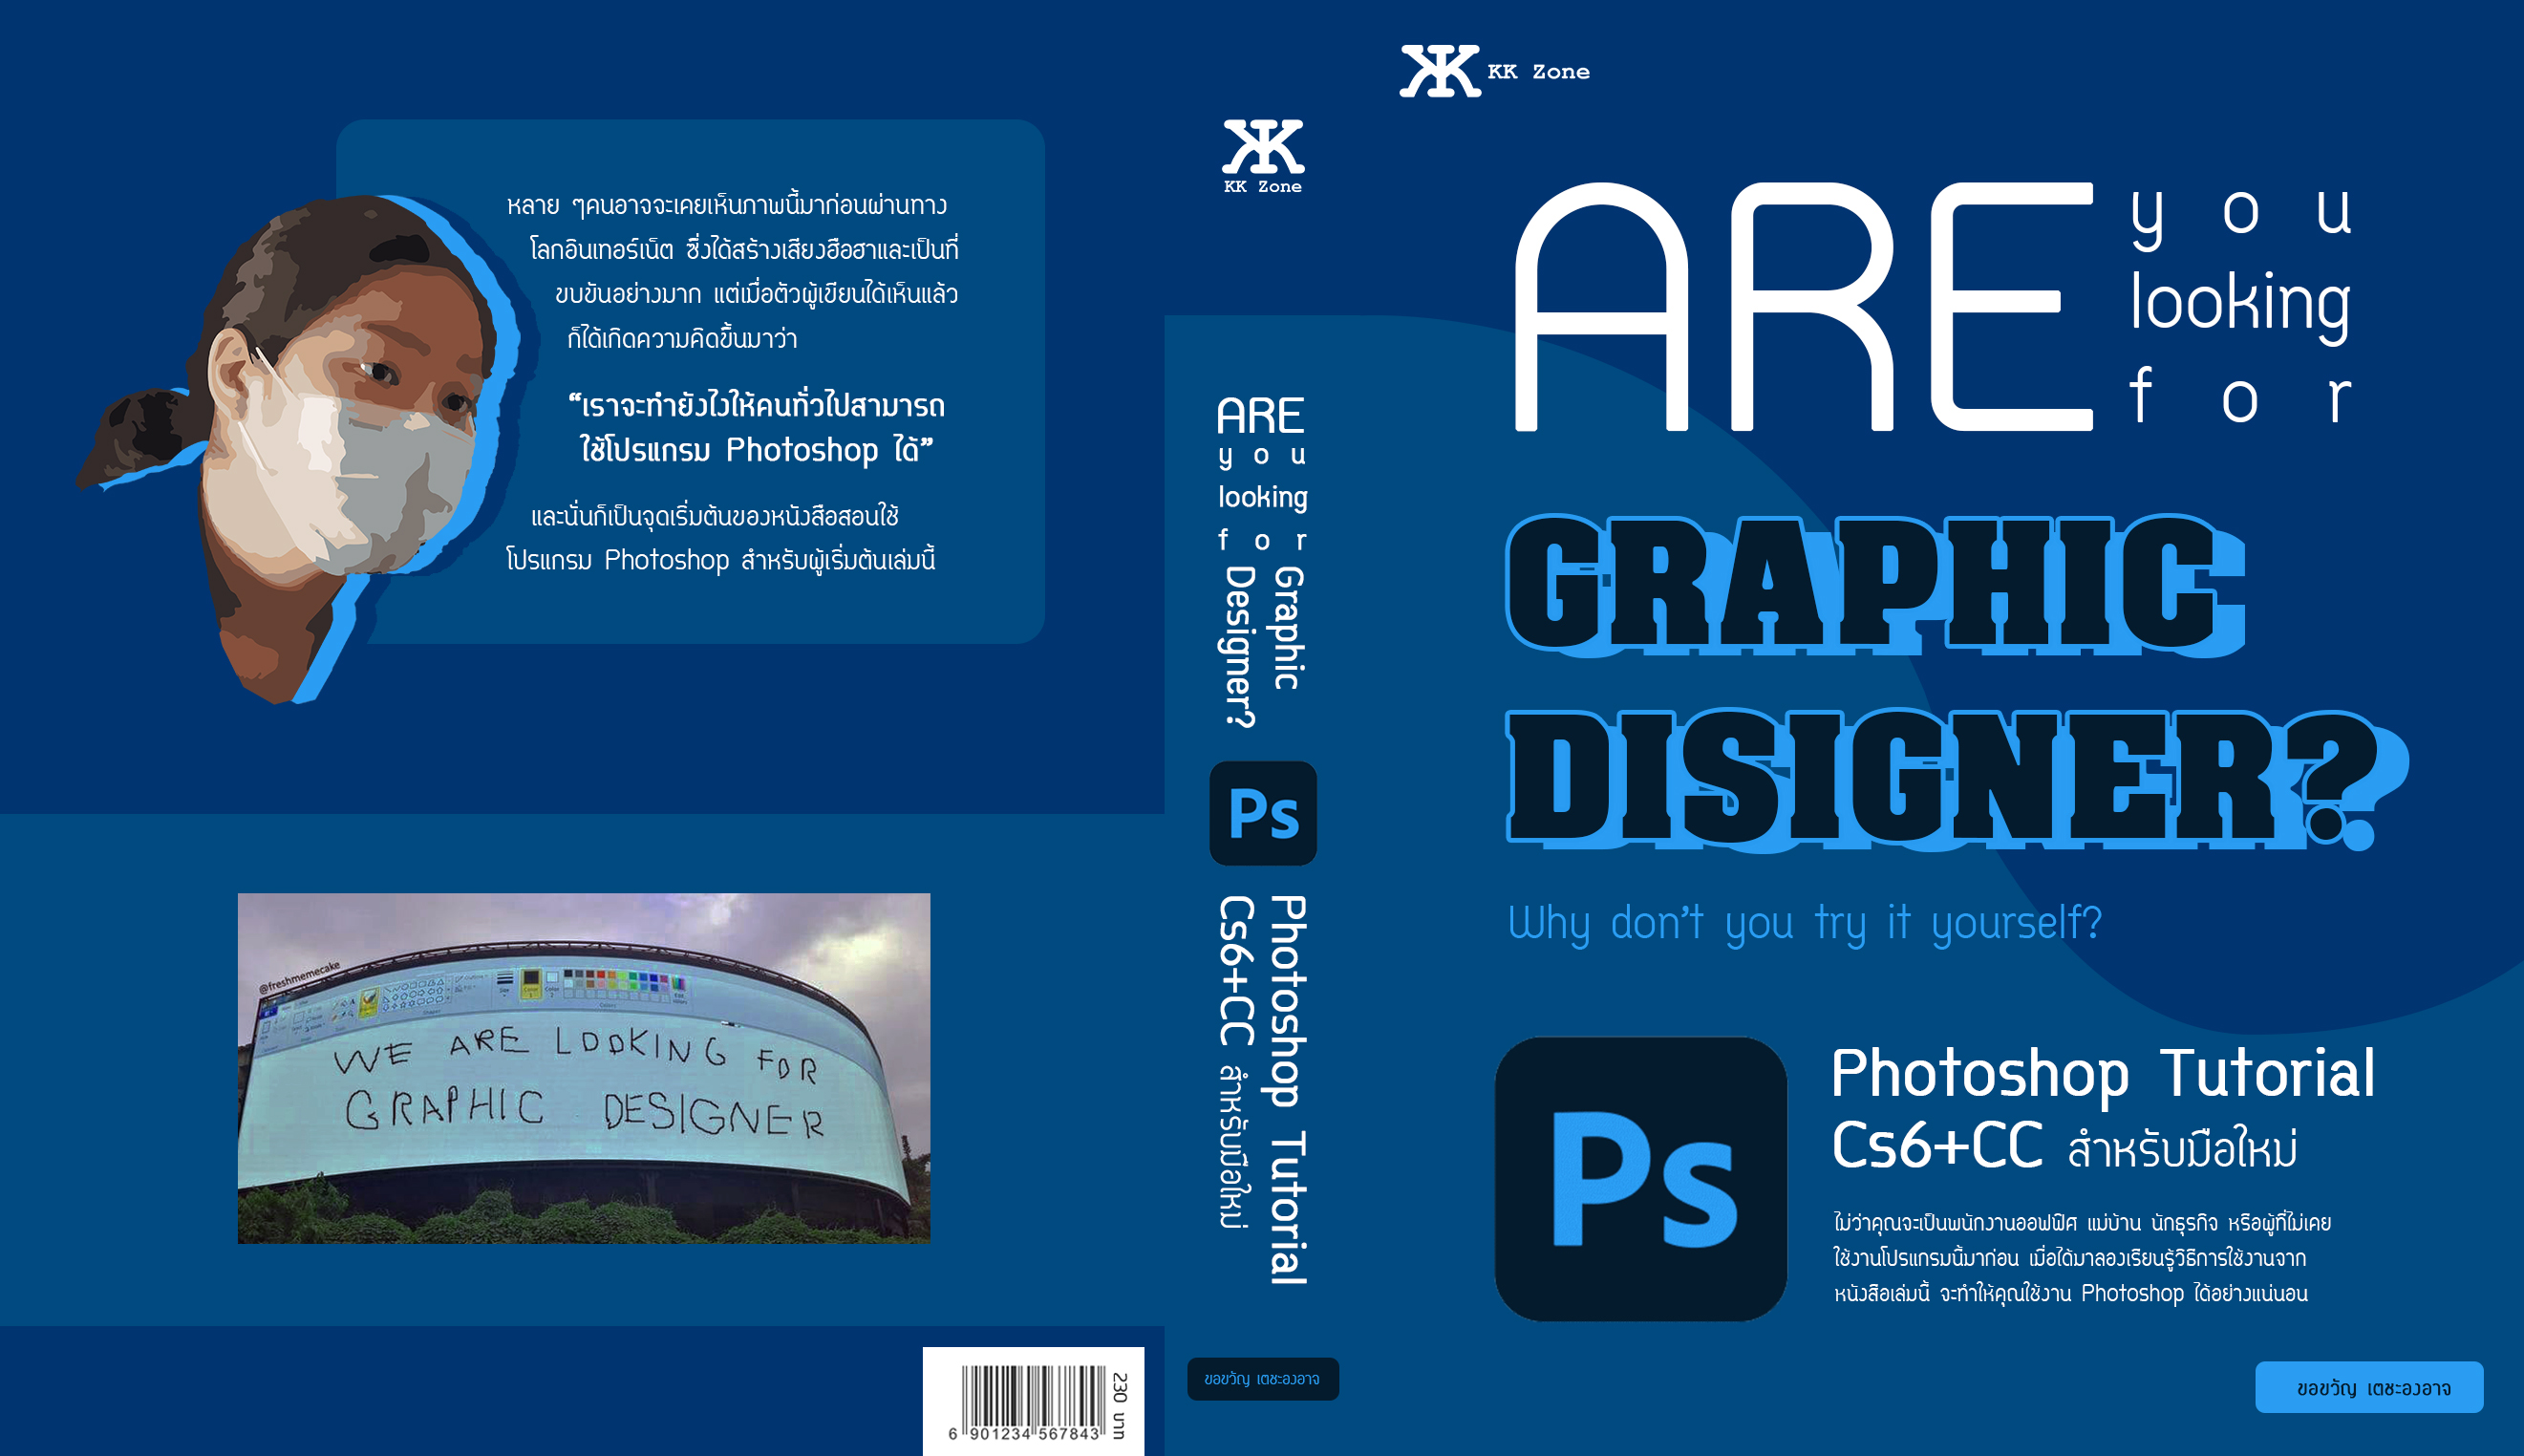 หลาย ๆคนอาจจะเคยเห็นภาพนี้มาก่อนผ่านทาง
โลกอินเทอร์เน็ต ซึ่งได้สร้างเสียงฮือฮาและเป็นที่
ขบขันอย่างมาก แต่เมื่อตัวผู้เขียนได้เห็นแล้ว
ก็ได้เกิดความคิดขึ้นมาว่า
“เราจะทำยังไงให้คนทั่วไปสามารถ
ใช้โปรแกรม Photoshop ได้”
และนั่นก็เป็นจุดเริ่มต้นของหนังสือสอนใช้
โปรแกรม Photoshop สำหรับผู้เริ่มต้นเล่มนี้
@freshmemecake
WE ARE LOOKING FOR
GRAPHIC DESIGNER
230 บาท
6 901234 567843
KK Zone
ARE
you
looking
for
Graphic
Designer?
Ps
Photoshop Tutorial
Cs6+CC สำหรับมือใหม่
ขอขวัญ เตชะองอาจ
KK Zone
ARE
you
looking
for
GRAPHIC
DISIGNER?
Why don’t you try it yourself?
Ps
Photoshop Tutorial
Cs6+CC สำหรับมือใหม่
ไม่ว่าคุณจะเป็นพนักงานออฟฟิศ แม่บ้าน นักธุรกิจ หรือผู้ที่ไม่เคย
ใช้งานโปรแกรมนี้มาก่อน เมื่อได้มาลองเรียนรู้วิธีการใช้งานจาก
หนังสือเล่มนี้ จะทำให้คุณใช้งาน Photoshop ได้อย่างแน่นอน
ขอขวัญ เตชะองอาจ